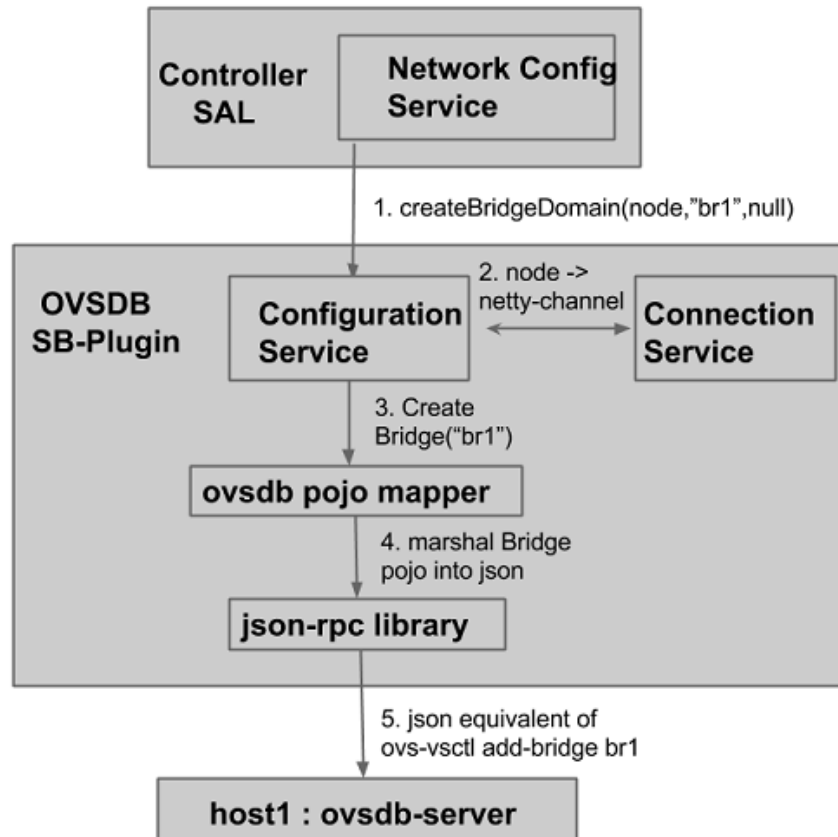 Controller
SAL
Network Config
Service
1. createBridgeDomain(node,”br1”,null)
OVSDB
SB-Plugin
Configuration
Service
2. node ->
netty-channel
Connection
Service
3. Create
Bridge(“br1”)
ovsdb pojo mapper
4. marshal Bridge
pojo into json
json-rpc library
5. json equivalent of
ovs-vsctl add-bridge br1
host1 : ovsdb-server